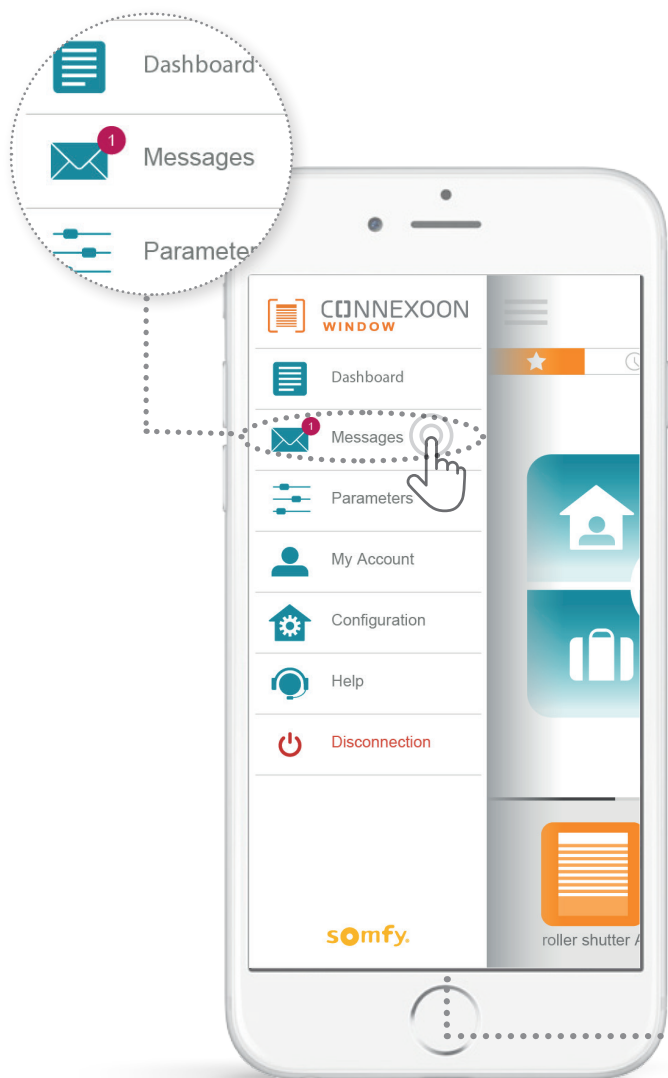 Dashboard
1
Messages
Parameter
CONNEXOON
WINDOW
Dashboard
1
Messages
Parameters
My Account
Configuration
Help
Disconnection
somfy.
roller shutter A